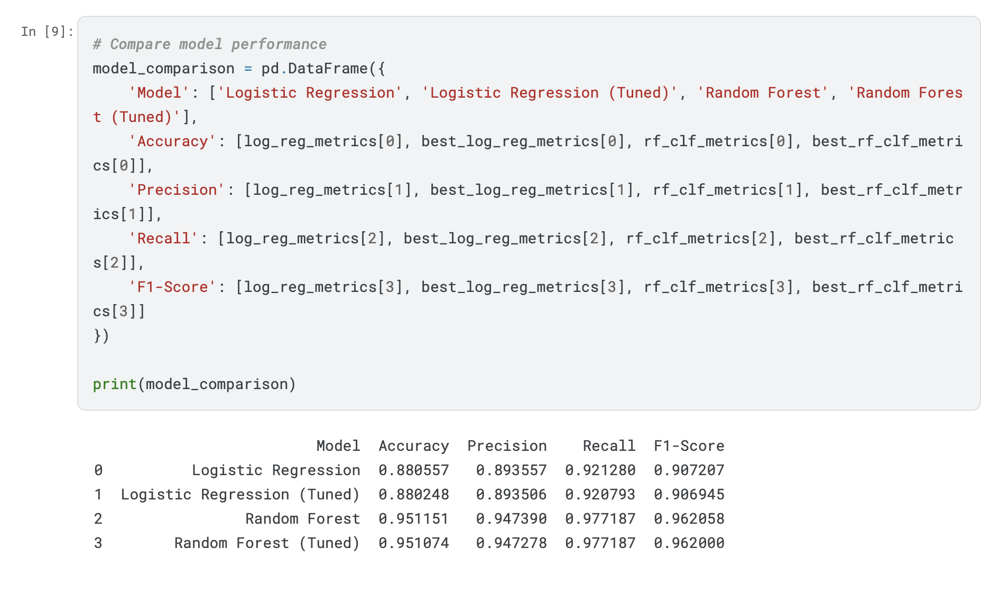 In [9]:
# Compare model performance
model_comparison = pd.DataFrame({
    'Model': ['Logistic Regression', 'Logistic Regression (Tuned)', 'Random Forest', 'Random Fores
t (Tuned)'],
    'Accuracy': [log_reg_metrics[0], best_log_reg_metrics[0], rf_clf_metrics[0], best_rf_clf_metri
cs[0]],
    'Precision': [log_reg_metrics[1], best_log_reg_metrics[1], rf_clf_metrics[1], best_rf_clf_metr
ics[1]],
    'Recall': [log_reg_metrics[2], best_log_reg_metrics[2], rf_clf_metrics[2], best_rf_clf_metric
s[2]],
    'F1-Score': [log_reg_metrics[3], best_log_reg_metrics[3], rf_clf_metrics[3], best_rf_clf_metri
cs[3]]
})

print(model_comparison)

                         Model  Accuracy  Precision    Recall  F1-Score
0          Logistic Regression  0.880557   0.893557  0.921280  0.907207
1  Logistic Regression (Tuned)  0.880248   0.893506  0.920793  0.906945
2                Random Forest  0.951151   0.947390  0.977187  0.962058
3        Random Forest (Tuned)  0.951074   0.947278  0.977187  0.962000